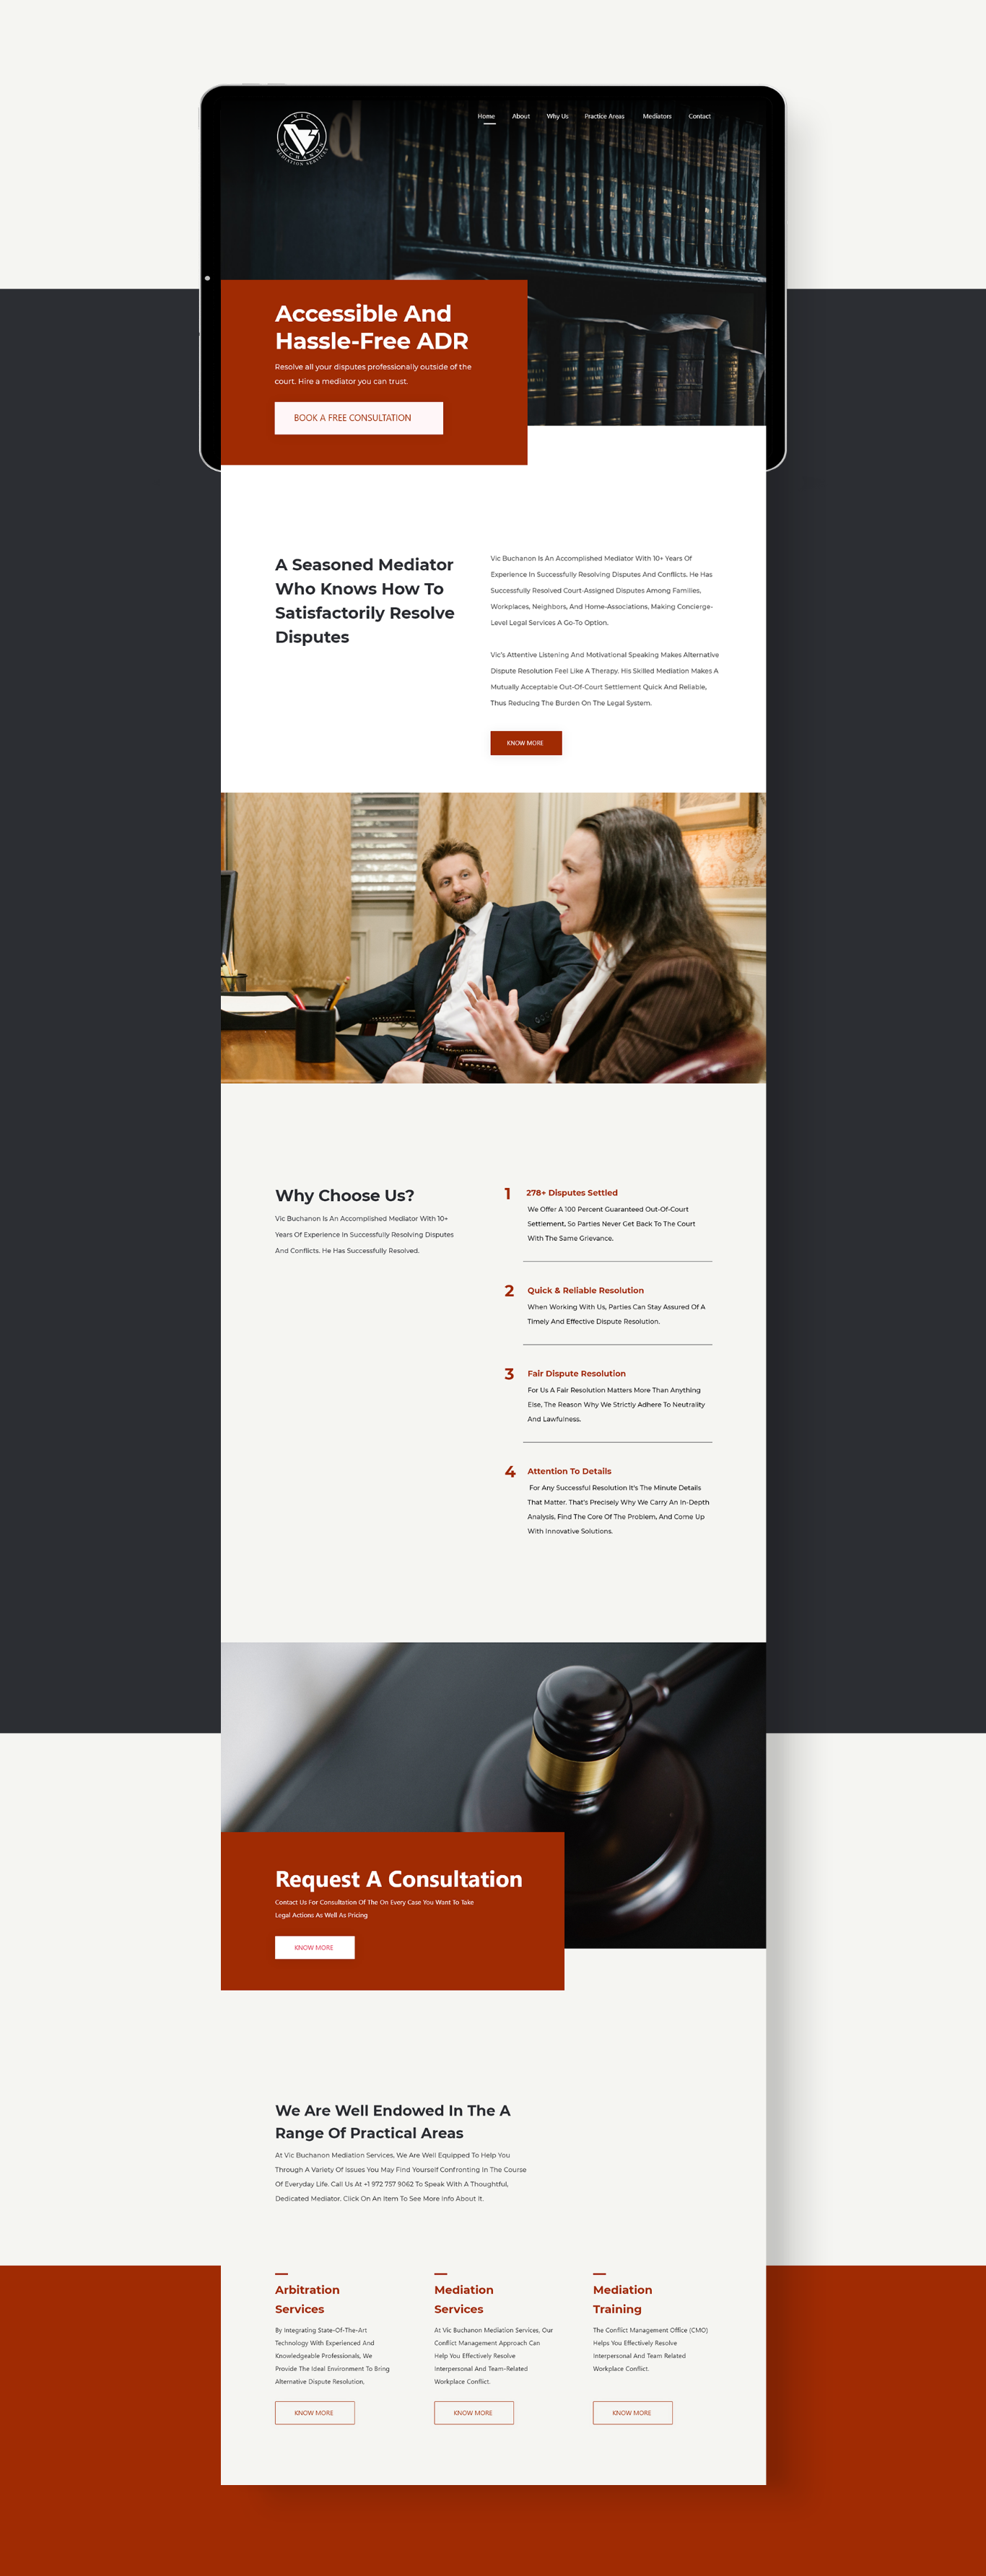 VIC
BUCHANON
MEDIATION SERVICES
Home About Why Us Practice Areas Mediators Contact
Accessible And
Hassle-Free ADR
Resolve all your disputes professionally outside of the
court. Hire a mediator you can trust.
BOOK A FREE CONSULTATION
A Seasoned Mediator
Who Knows How To
Satisfactorily Resolve
Disputes
Vic Buchanon Is An Accomplished Mediator With 10+ Years Of
Experience In Successfully Resolving Disputes And Conflicts. He Has
Successfully Resolved Court-Assigned Disputes Among Families,
Workplaces, Neighbors, And Home-Associations, Making Concierge-
Level Legal Services A Go-To Option.
Vic's Attentive Listening And Motivational Speaking Makes Alternative
Dispute Resolution Feel Like A Therapy. His Skilled Mediation Makes A
Mutually Acceptable Out-Of-Court Settlement Quick And Reliable,
Thus Reducing The Burden On The Legal System.
KNOW MORE
Why Choose Us?
Vic Buchanon Is An Accomplished Mediator With 10+
Years Of Experience In Successfully Resolving Disputes
And Conflicts. He Has Successfully Resolved.
1 278+ Disputes Settled
We Offer A 100 Percent Guaranteed Out-Of-Court
Settlement, So Parties Never Get Back To The Court
With The Same Grievance.
2 Quick & Reliable Resolution
When Working With Us, Parties Can Stay Assured Of A
Timely And Effective Dispute Resolution.
3 Fair Dispute Resolution
For Us A Fair Resolution Matters More Than Anything
Else, The Reason Why We Strictly Adhere To Neutrality
And Lawfulness.
4 Attention To Details
For Any Successful Resolution It's The Minute Details
That Matter. That's Precisely Why We Carry An In-Depth
Analysis, Find The Core Of The Problem, And Come Up
With Innovative Solutions.
Request A Consultation
Contact Us For Consultation Of The On Every Case You Want To Take
Legal Actions As Well As Pricing
KNOW MORE
We Are Well Endowed In The A
Range Of Practical Areas
At Vic Buchanon Mediation Services, We Are Well Equipped To Help You
Through A Variety Of Issues You May Find Yourself Confronting In The Course
Of Everyday Life. Call Us At +1 972 757 9062 To Speak With A Thoughtful,
Dedicated Mediator. Click On An Item To See More Info About It.
Arbitration
Services
By Integrating State-Of-The-Art
Technology With Experienced And
Knowledgeable Professionals, We
Provide The Ideal Environment To Bring
Alternative Dispute Resolution,
KNOW MORE
Mediation
Services
At Vic Buchanon Mediation Services, Our
Conflict Management Approach Can
Help You Effectively Resolve
Interpersonal And Team-Related
Workplace Conflict.
KNOW MORE
Mediation
Training
The Conflict Management Office (CMO)
Helps You Effectively Resolve
Interpersonal And Team Related
Workplace Conflict.
KNOW MORE